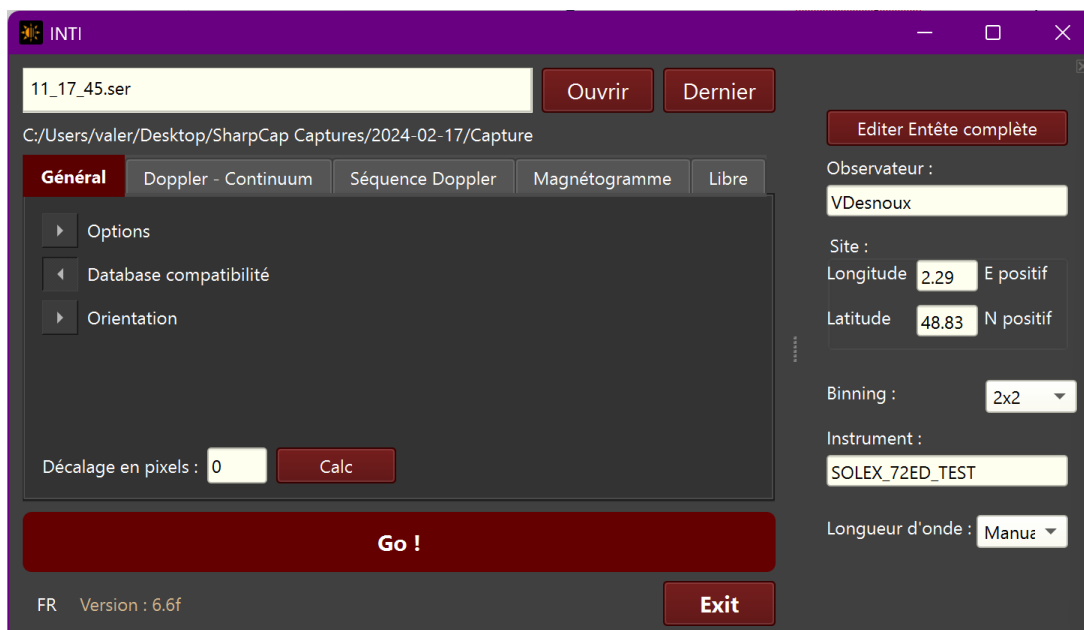 INTI
11_17_45.ser
Ouvrir
Dernier
C:/Users/valer/Desktop/SharpCap Captures/2024-02-17/Capture
Général
Doppler - Continuum
Séquence Doppler
Magnétogramme
Libre
Options
Database compatibilité
Orientation
Décalage en pixels :
0
Calc
Go !
FR
Version : 6.6f
Exit
Editer Entête complète
Observateur :
VDesnoux
Site :
Longitude 2.29 E positif
Latitude 48.83 N positif
Binning : 2x2
Instrument :
SOLEX_72ED_TEST
Longueur d'onde :